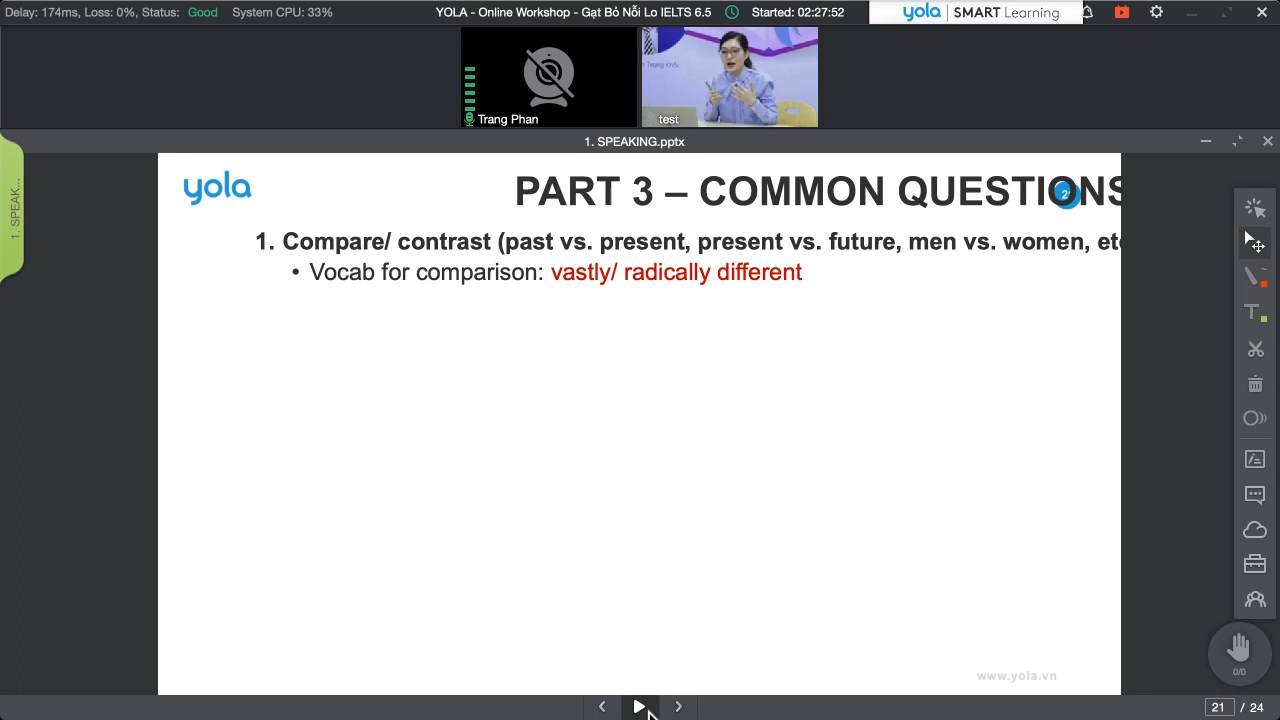 Delay: 174ms, Loss: 0%, Status: Good System CPU: 33% YOLA - Online Workshop - Gạt Bỏ Nỗi Lo IELTS 6.5 Started: 02:27:52 yola | SMART Learning
Trang Phan test
1. SPEAKING.pptx
1. SPEAK...
yola PART 3 – COMMON QUESTIONS
1. Compare/ contrast (past vs. present, present vs. future, men vs. women, etc
• Vocab for comparison: vastly/ radically different
www.yola.vn
0/0
21 / 24